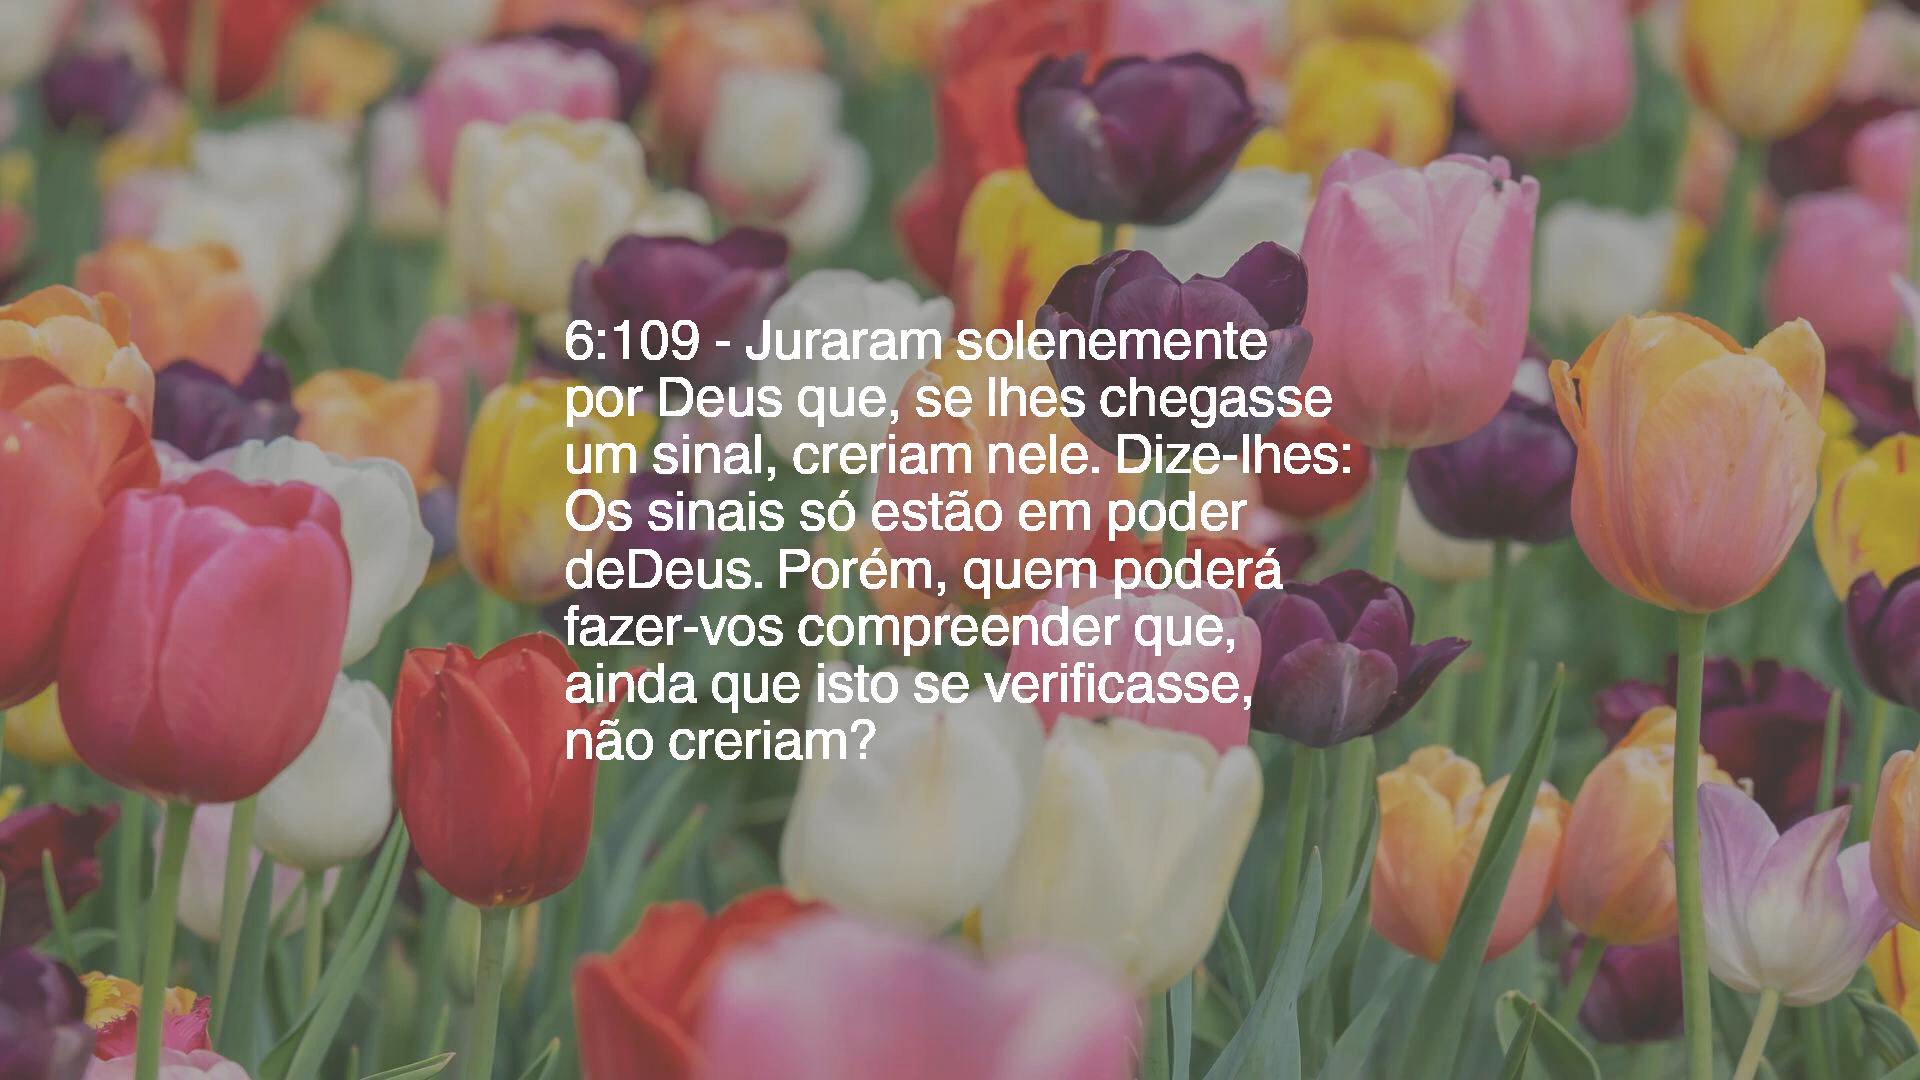 6:109 - Juraram solenemente
por Deus que, se lhes chegasse
um sinal, creriam nele. Dize-lhes:
Os sinais só estão em poder
deDeus. Porém, quem poderá
fazer-vos compreender que,
ainda que isto se verificasse,
não creriam?